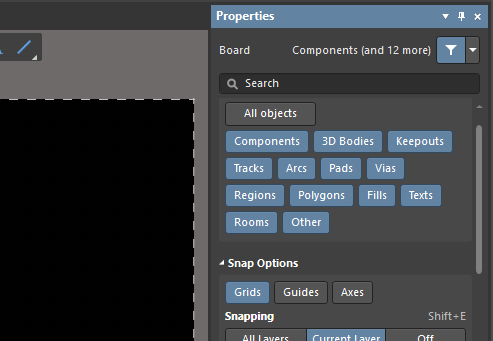 Properties
Board Components (and 12 more)
Search
All objects
Components 3D Bodies Keepouts
Tracks Arcs Pads Vias
Regions Polygons Fills Texts
Rooms Other
Snap Options
Grids Guides Axes
Snapping Shift+E
All Layers Current Layer Off